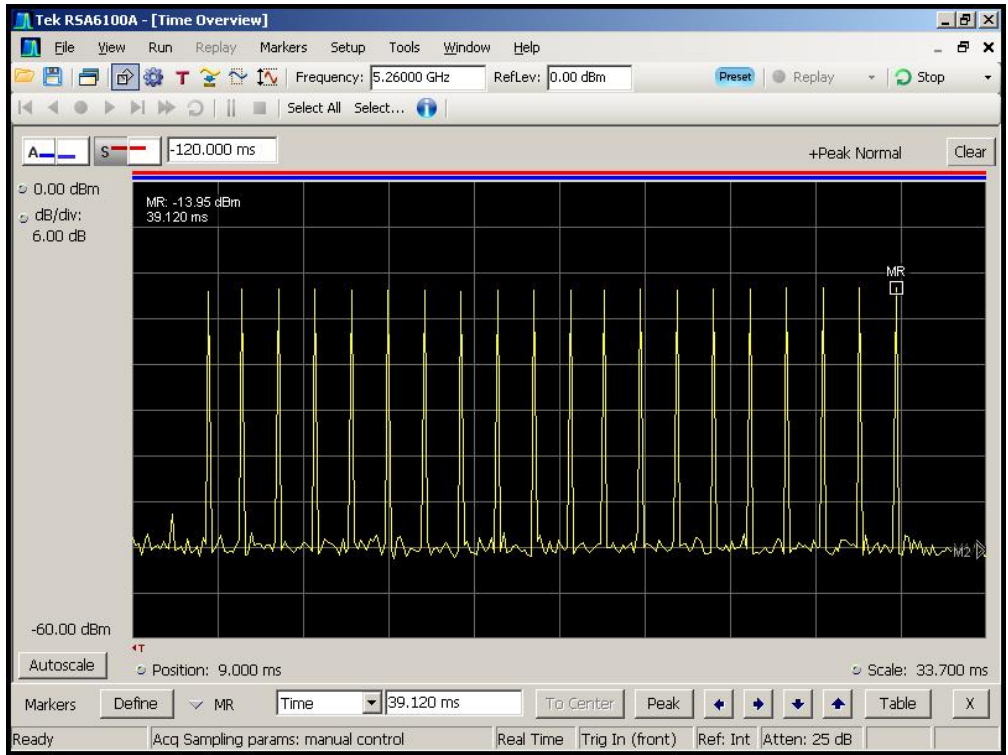 Tek RSA6100A - [Time Overview]
File View Run Replay Markers Setup Tools Window Help
T Frequency: 5.26000 GHz RefLev: 0.00 dBm Preset Replay Stop
Select All Select...
A S -120.000 ms +Peak Normal Clear
0.00 dBm
dB/div:
6.00 dB
MR: -13.95 dBm
39.120 ms
MR
M2
-60.00 dBm
T
Autoscale Position: 9.000 ms Scale: 33.700 ms
Markers Define MR Time 39.120 ms To Center Peak Table X
Ready Acq Sampling params: manual control Real Time Trig In (front) Ref: Int Atten: 25 dB